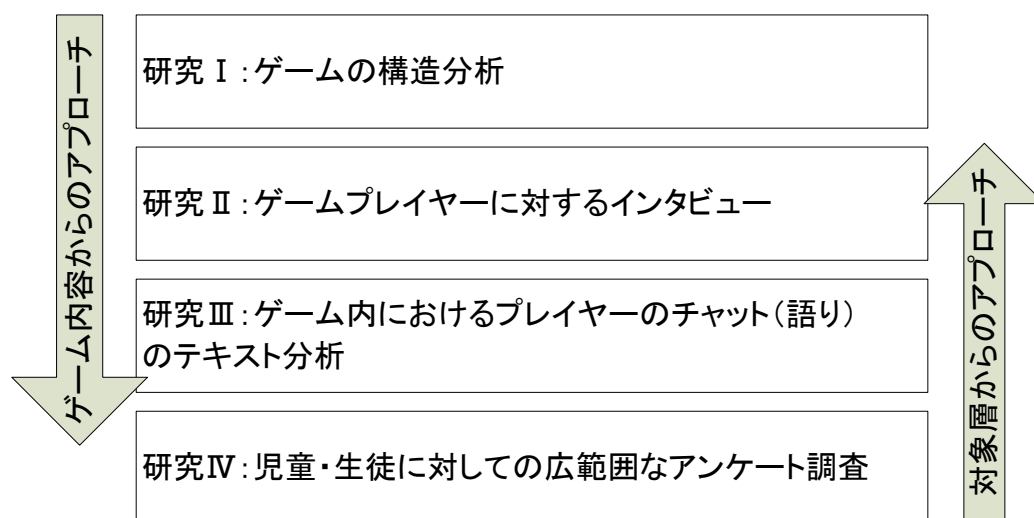 ゲーム内容からのアプローチ
研究Ⅰ:ゲームの構造分析
研究Ⅱ:ゲームプレイヤーに対するインタビュー
研究Ⅲ:ゲーム内におけるプレイヤーのチャット(語り)
のテキスト分析
研究Ⅳ:児童・生徒に対しての広範囲なアンケート調査
対象層からのアプローチ